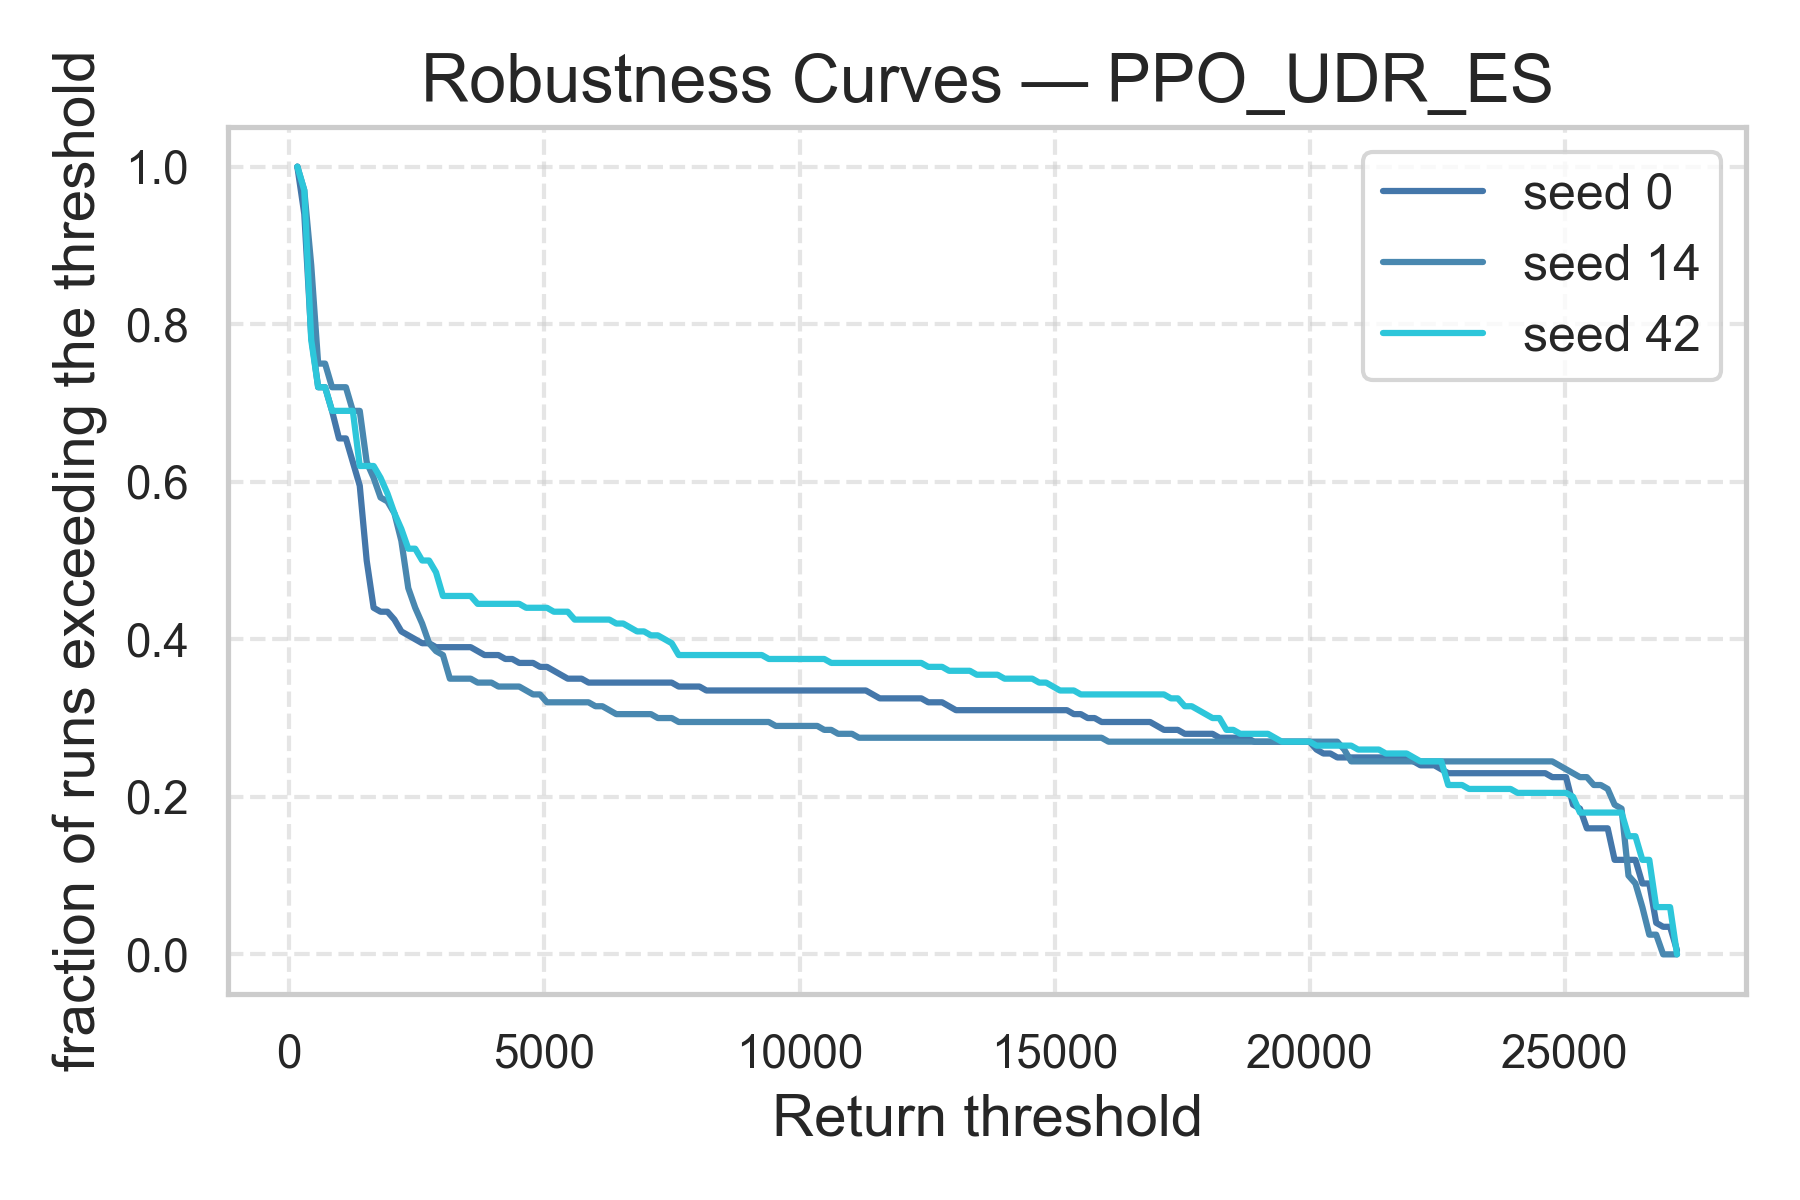 Robustness Curves — PPO_UDR_ES
fraction of runs exceeding the threshold
1.0
0.8
0.6
0.4
0.2
0.0
seed 0
seed 14
seed 42
0 5000 10000 15000 20000 25000
Return threshold